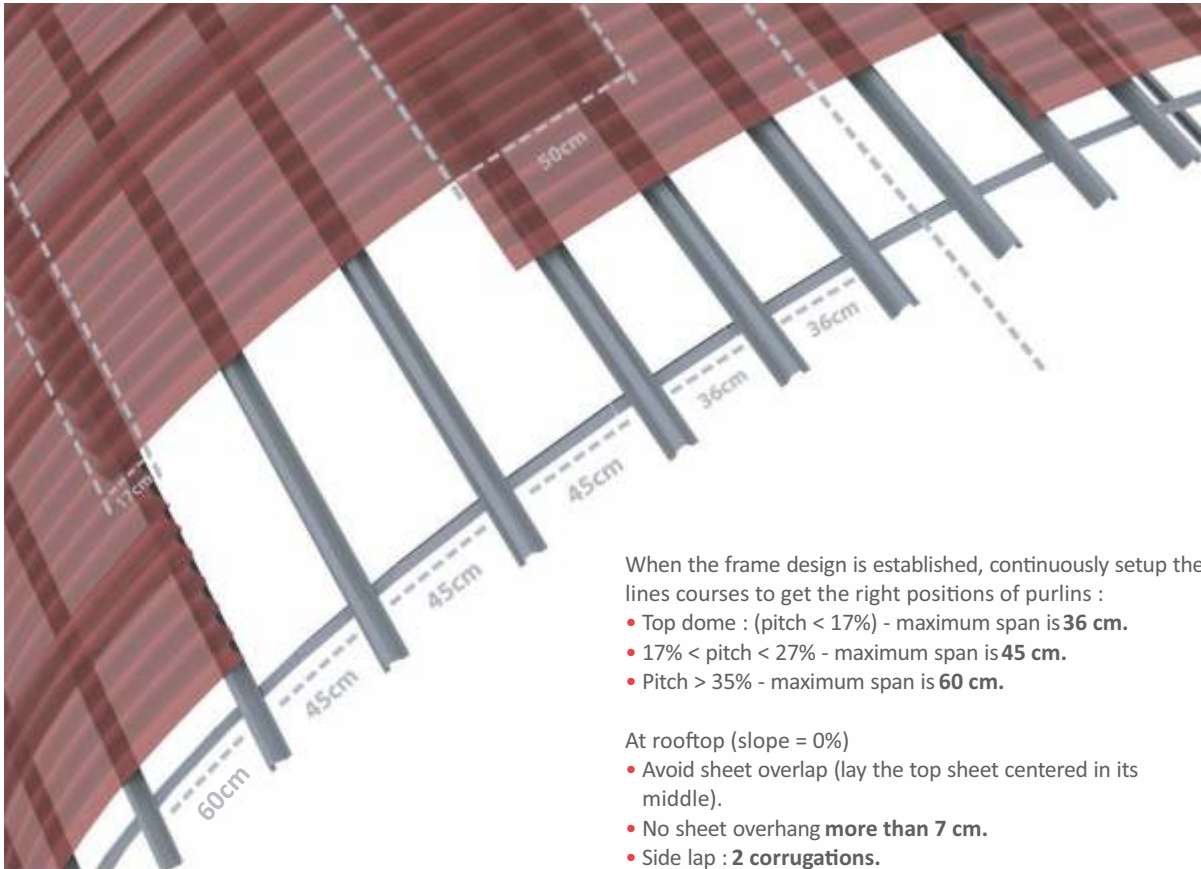 50cm
36cm
36cm
17cm
45cm
45cm
45cm
60cm
When the frame design is established, continuously setup the
lines courses to get the right positions of purlins :
• Top dome : (pitch < 17%) - maximum span is 36 cm.
• 17% < pitch < 27% - maximum span is 45 cm.
• Pitch > 35% - maximum span is 60 cm.
At rooftop (slope = 0%)
• Avoid sheet overlap (lay the top sheet centered in its
middle).
• No sheet overhang more than 7 cm.
• Side lap : 2 corrugations.